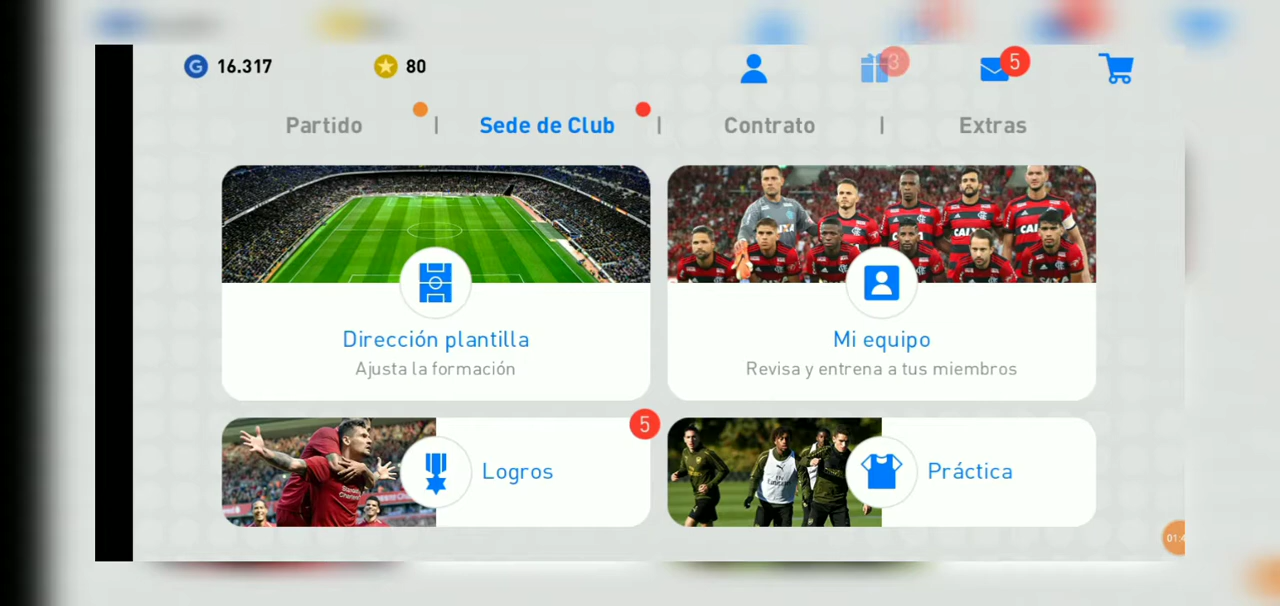 G 16.317
80
3
5
Partido | Sede de Club | Contrato | Extras
CAIXA
Dirección plantilla
Ajusta la formación
Mi equipo
Revisa y entrena a tus miembros
5
Logros
Práctica